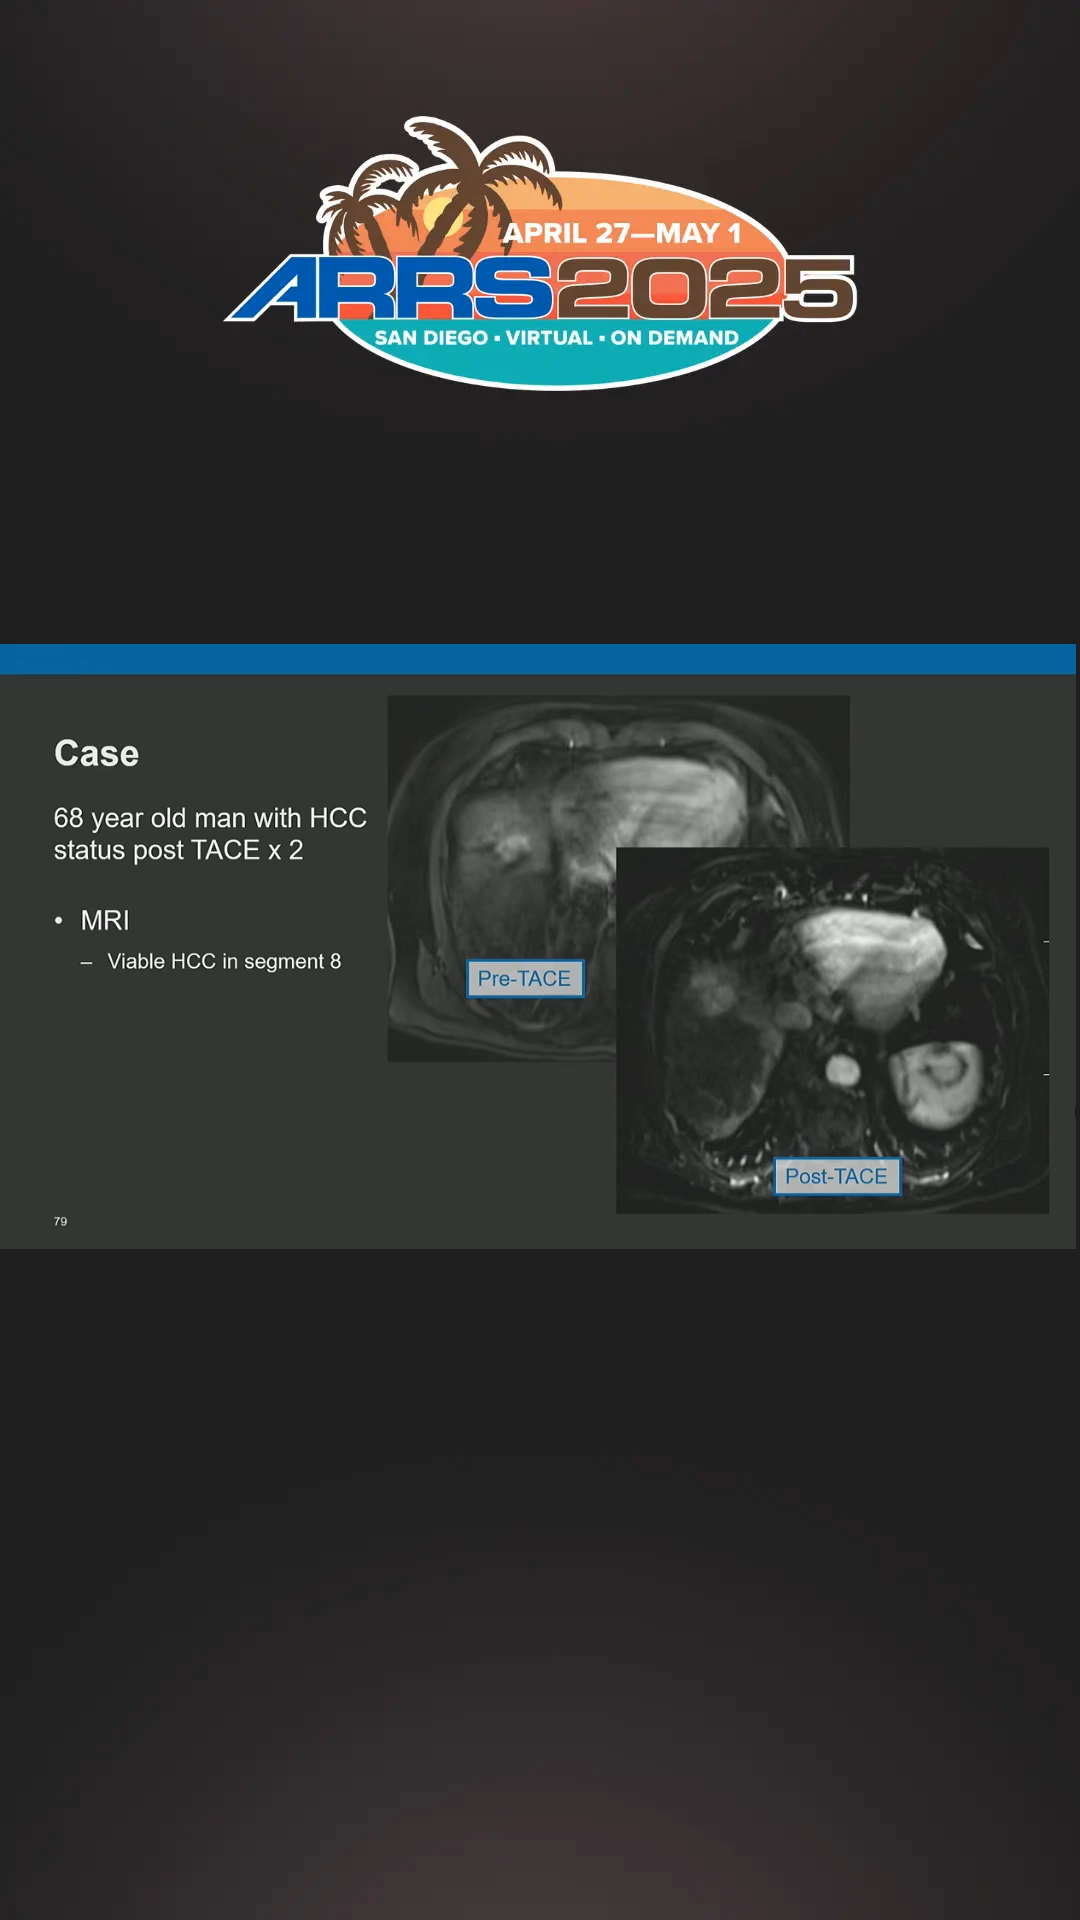 APRIL 27—MAY 1
ARRS2025
SAN DIEGO ▪ VIRTUAL ▪ ON DEMAND
Case
68 year old man with HCC
status post TACE x 2
• MRI
– Viable HCC in segment 8
Pre-TACE
Post-TACE
79